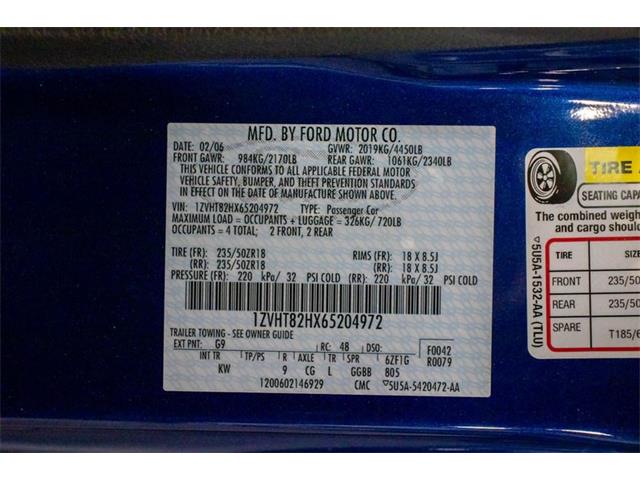 MFD. BY FORD MOTOR CO.
DATE: 02/06 GVWR: 2019KG/4450LB
FRONT GAWR: 984KG/2170LB REAR GAWR: 1061KG/2340LB
THIS VEHICLE CONFORMS TO ALL APPLICABLE FEDERAL MOTOR
VEHICLE SAFETY, BUMPER, AND THEFT PREVENTION STANDARDS
IN EFFECT ON THE DATE OF MANUFACTURE SHOWN ABOVE.
VIN: 1ZVHT82HX65204972 TYPE: Passenger Car
MAXIMUM LOAD = OCCUPANTS + LUGGAGE = 326KG/ 720LB
OCCUPANTS = 4 TOTAL; 2 FRONT, 2 REAR
TIRE (FR): 235/50ZR18 RIMS (FR): 18 X 8.5J
(RR): 235/50ZR18 (RR): 18 X 8.5J
PRESSURE (FR): 220 kPa/ 32 PSI COLD (RR): 220 kPa/ 32 PSI COLD
1ZVHT82HX65204972
TRAILER TOWING - SEE OWNER GUIDE
EXT PNT: G9 RC: 48 DSO: F0042
R0079
INT TR TP/PS R AXLE TR SPR 6ZF1G
KW 9 CG L GGBB 805
1200602146929 CMC ▽5U5A-5420472-AA
TIRE A
SEATING CAPA
The combined weigh
and cargo shou
TIRE SIZE
FRONT 235/50
REAR 235/50
SPARE T185/6
▽5U5A-1532-AA (TLU)